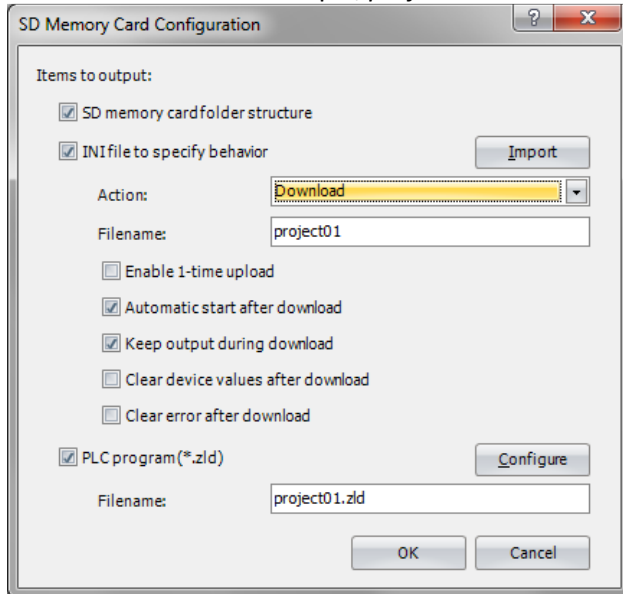 SD Memory Card Configuration
Items to output:
SD memory card folder structure
INI file to specify behavior
Import
Action:
Download
Filename:
project01
Enable 1-time upload
Automatic start after download
Keep output during download
Clear device values after download
Clear error after download
PLC program (*.zld)
Configure
Filename:
project01.zld
OK
Cancel